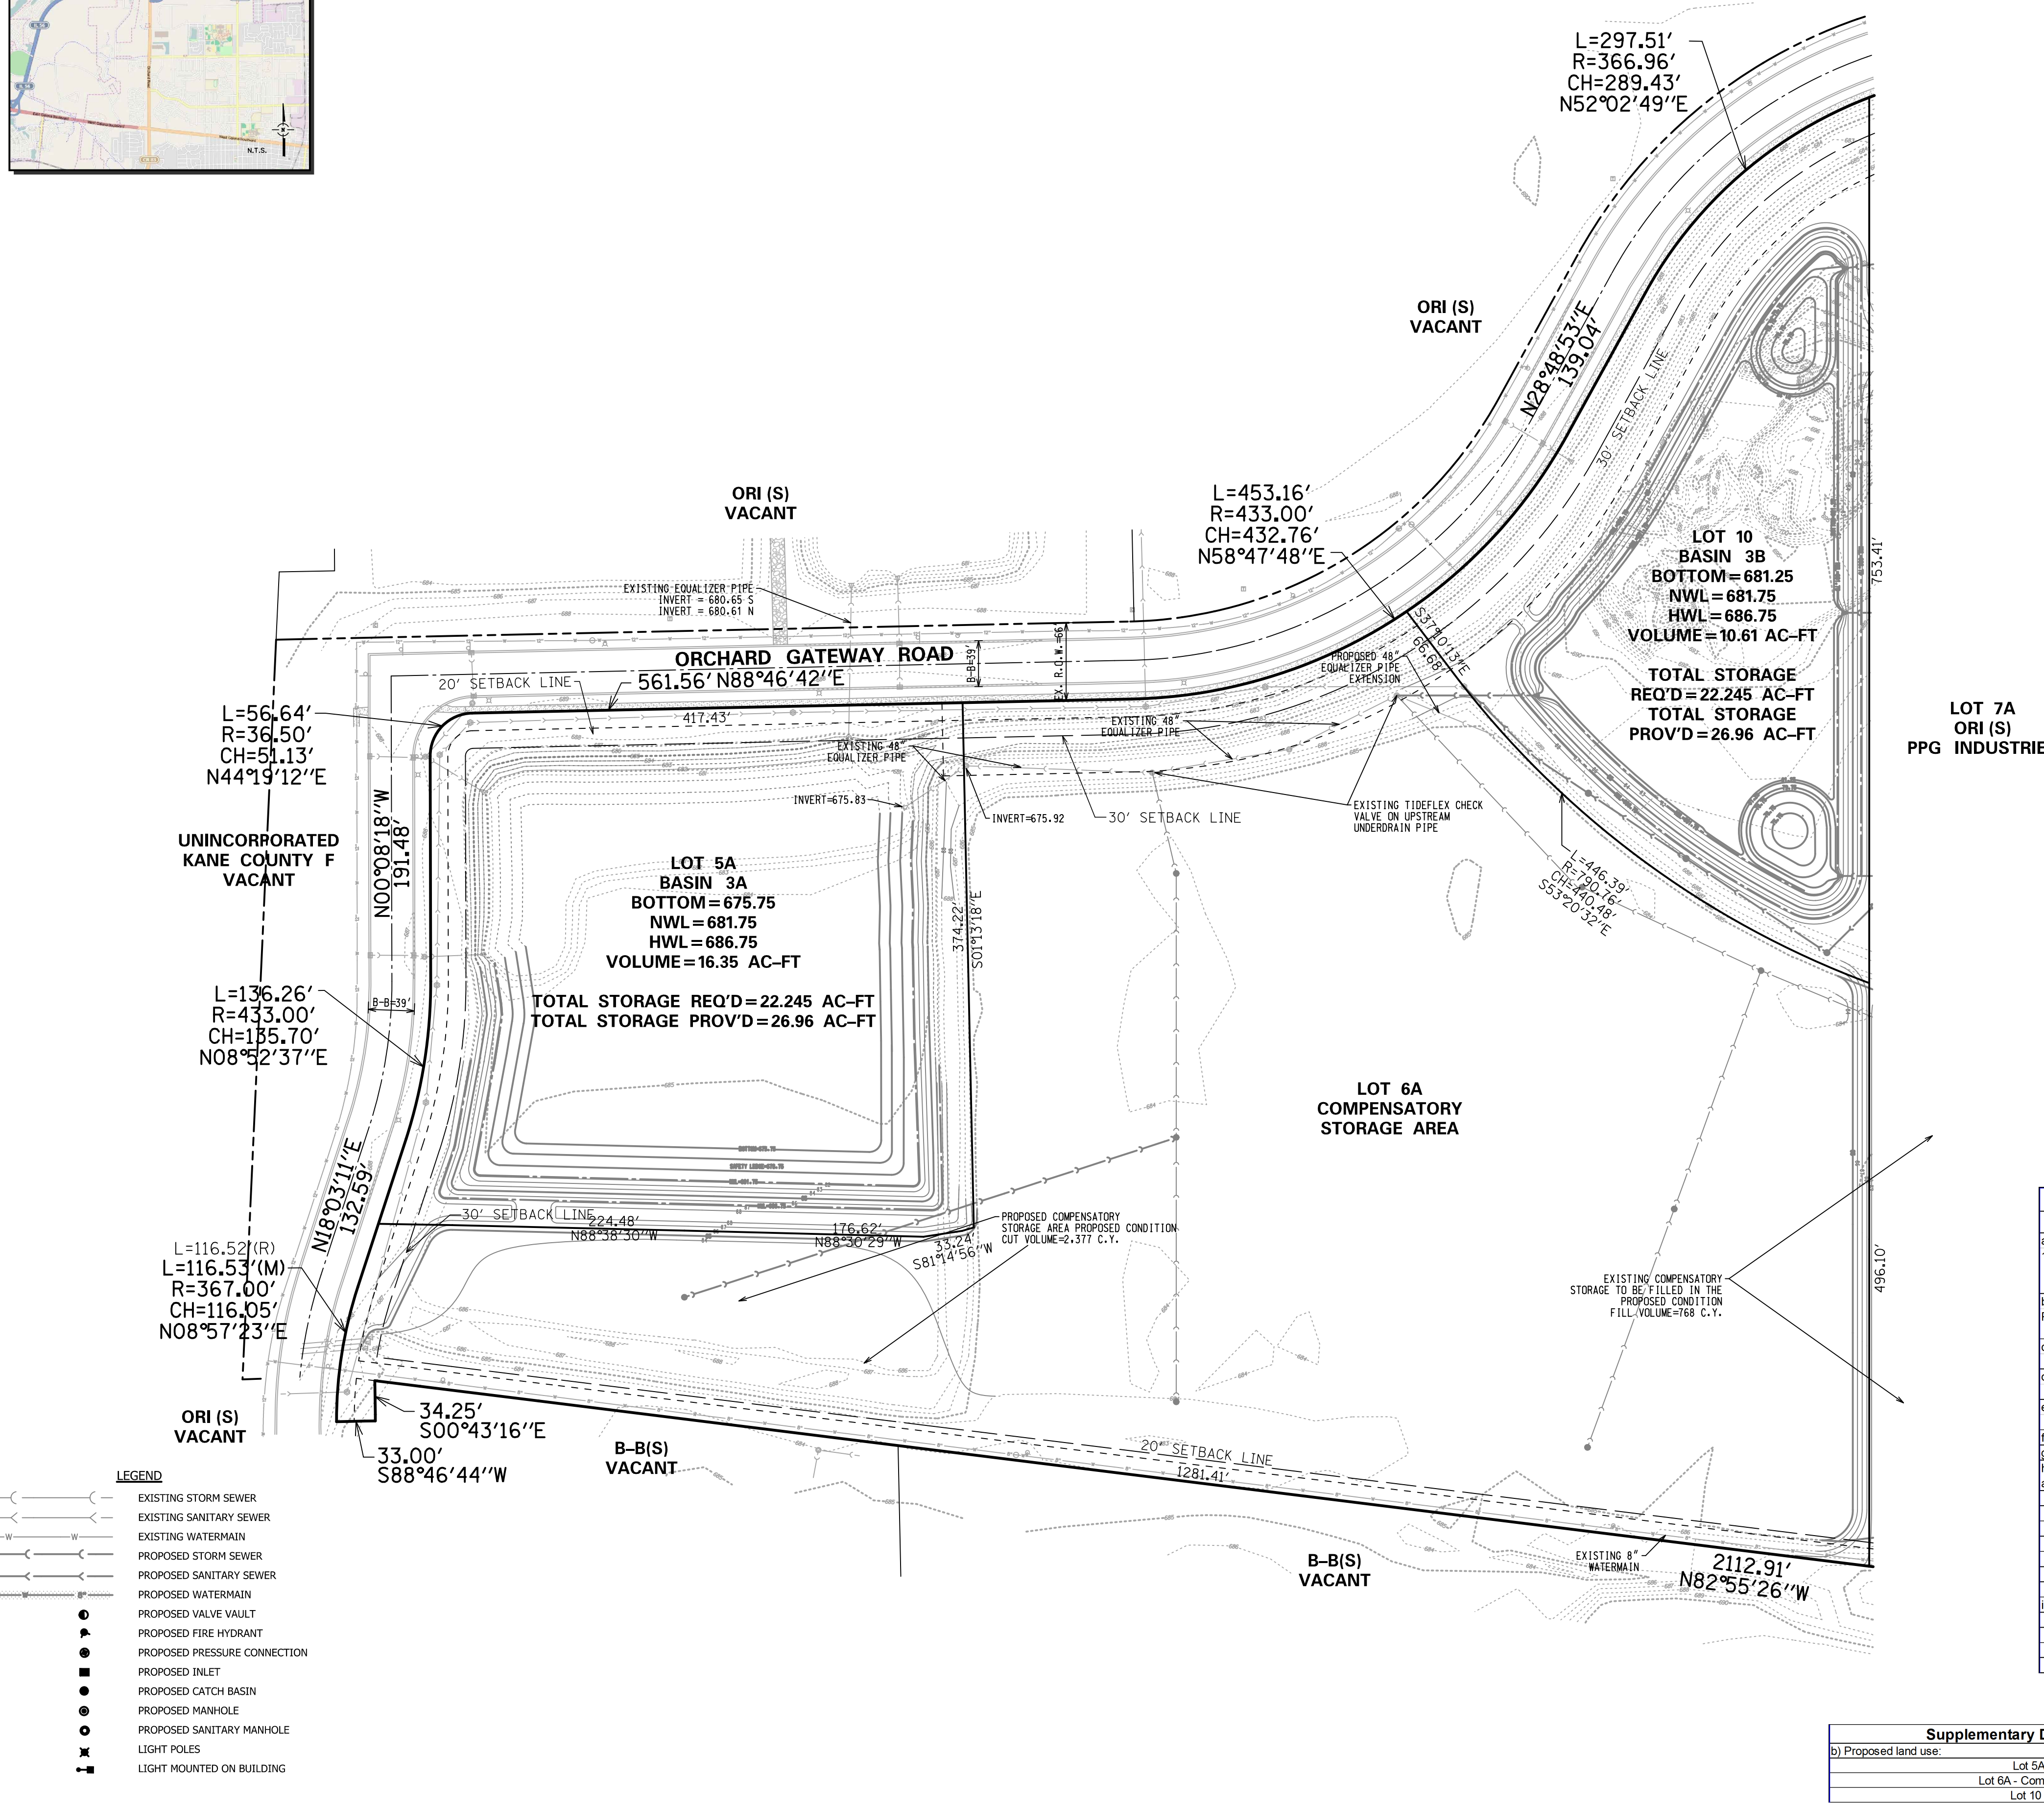 N.T.S.
L=297.51'
R=366.96'
CH=289.43'
N52°02'49"E
ORI (S)
VACANT
N28°48'53"E
139.04'
30' SETBACK LINE
ORI (S)
VACANT
L=453.16'
R=433.00'
CH=432.76'
N58°47'48"E
LOT 10
BASIN 3B
BOTTOM=681.25
NWL=681.75
HWL=686.75
VOLUME=10.61 AC-FT
TOTAL STORAGE
REQ'D=22.245 AC-FT
TOTAL STORAGE
PROV'D=26.96 AC-FT
753.41'
LOT 7A
ORI (S)
PPG INDUSTRIE
EXISTING EQUALIZER PIPE
INVERT = 680.65 S
INVERT = 680.61 N
ORCHARD GATEWAY ROAD
B-B=39'
EX. R.O.W.=66'
20' SETBACK LINE
561.56' N88°46'42"E
417.43'
PROPOSED 48"
EQUALIZER PIPE
EXTENSION
66.68'
EXISTING 48"
EQUALIZER PIPE
EXISTING 48"
EQUALIZER PIPE
INVERT=675.83
INVERT=675.92
30' SETBACK LINE
EXISTING TIDEFLEX CHECK
VALVE ON UPSTREAM
UNDERDRAIN PIPE
L=446.39'
R=790.76'
CH=440.48'
S53°20'32"E
L=56.64'
R=36.50'
CH=51.13'
N44°19'12"E
N00°08'18"W
191.48'
UNINCORPORATED
KANE COUNTY F
VACANT
LOT 5A
BASIN 3A
BOTTOM=675.75
NWL=681.75
HWL=686.75
VOLUME=16.35 AC-FT
TOTAL STORAGE REQ'D=22.245 AC-FT
TOTAL STORAGE PROV'D=26.96 AC-FT
374.22'
S01°13'18"E
L=136.26'
R=433.00'
CH=135.70'
N08°52'37"E
B-B=39'
LOT 6A
COMPENSATORY
STORAGE AREA
N18°03'11"E
132.59'
30' SETBACK LINE
224.48'
N88°38'30"W
176.62'
N88°30'29"W
33.24'
S81°14'56"W
PROPOSED COMPENSATORY
STORAGE AREA PROPOSED CONDITION
CUT VOLUME=2.377 C.Y.
L=116.52'(R)
L=116.53'(M)
R=367.00'
CH=116.05'
N08°57'23"E
EXISTING COMPENSATORY
STORAGE TO BE FILLED IN THE
PROPOSED CONDITION
FILL VOLUME=768 C.Y.
496.10'
ORI (S)
VACANT
34.25'
S00°43'16"E
33.00'
S88°46'44"W
B-B(S)
VACANT
20' SETBACK LINE
1281.41'
B-B(S)
VACANT
EXISTING 8"
WATERMAIN
2112.91'
N82°55'26"W
LEGEND
EXISTING STORM SEWER
EXISTING SANITARY SEWER
EXISTING WATERMAIN
PROPOSED STORM SEWER
PROPOSED SANITARY SEWER
PROPOSED WATERMAIN
PROPOSED VALVE VAULT
PROPOSED FIRE HYDRANT
PROPOSED PRESSURE CONNECTION
PROPOSED INLET
PROPOSED CATCH BASIN
PROPOSED MANHOLE
PROPOSED SANITARY MANHOLE
LIGHT POLES
LIGHT MOUNTED ON BUILDING
Supplementary D
b) Proposed land use:
Lot 5A
Lot 6A - Com
Lot 10